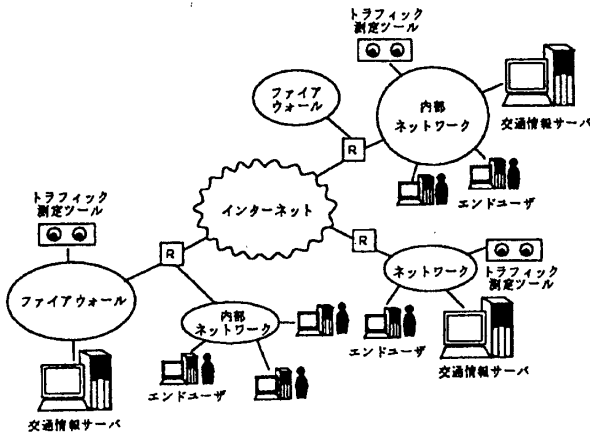 トラフィック
測定ツール
ファイア
ウォール
内部
ネットワーク
交通情報サーバ
R
エンドユーザ
インターネット
トラフィック
測定ツール
R
R
ネットワーク
トラフィック
測定ツール
ファイアウォール
内部
ネットワーク
エンドユーザ
交通情報サーバ
エンドユーザ
交通情報サーバ